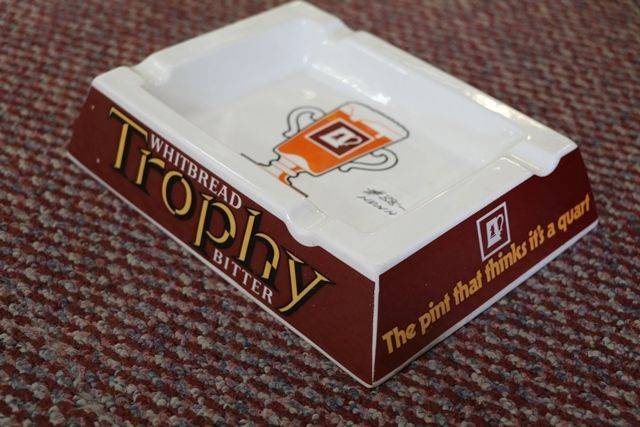 WHITBREAD
Trophy
BITTER
The pint that thinks it's a quart